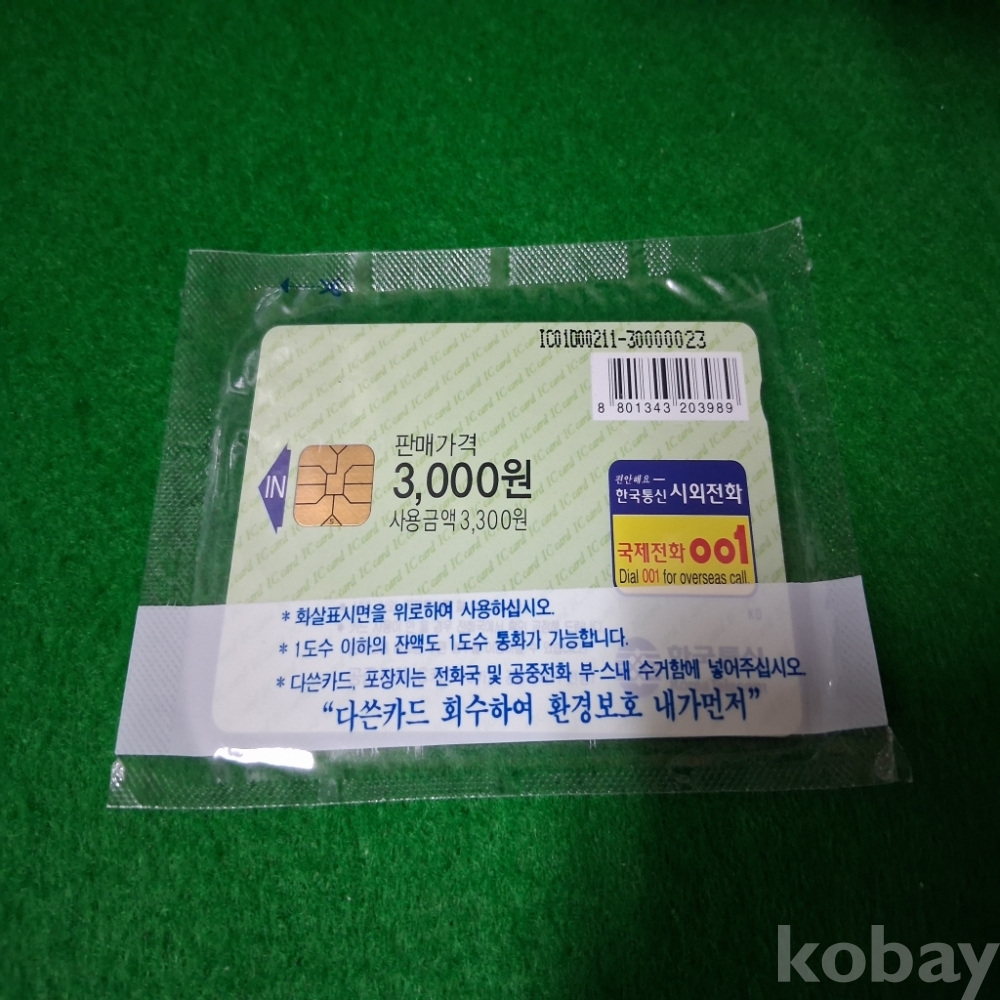 IC01D00211-30000023
8 801343 203989
판매가격
3,000원
사용금액 3,300원
IN
한국통신 시외전화
국제전화 001
Dial 001 for overseas call.
* 화살표시면을 위로하여 사용하십시오.
* 1도수 이하의 잔액도 1도수 통화가 가능합니다.
* 다쓴카드, 포장지는 전화국 및 공중전화 부-스내 수거함에 넣어주십시오.
“다쓴카드 회수하여 환경보호 내가먼저”
한국통신
kobay